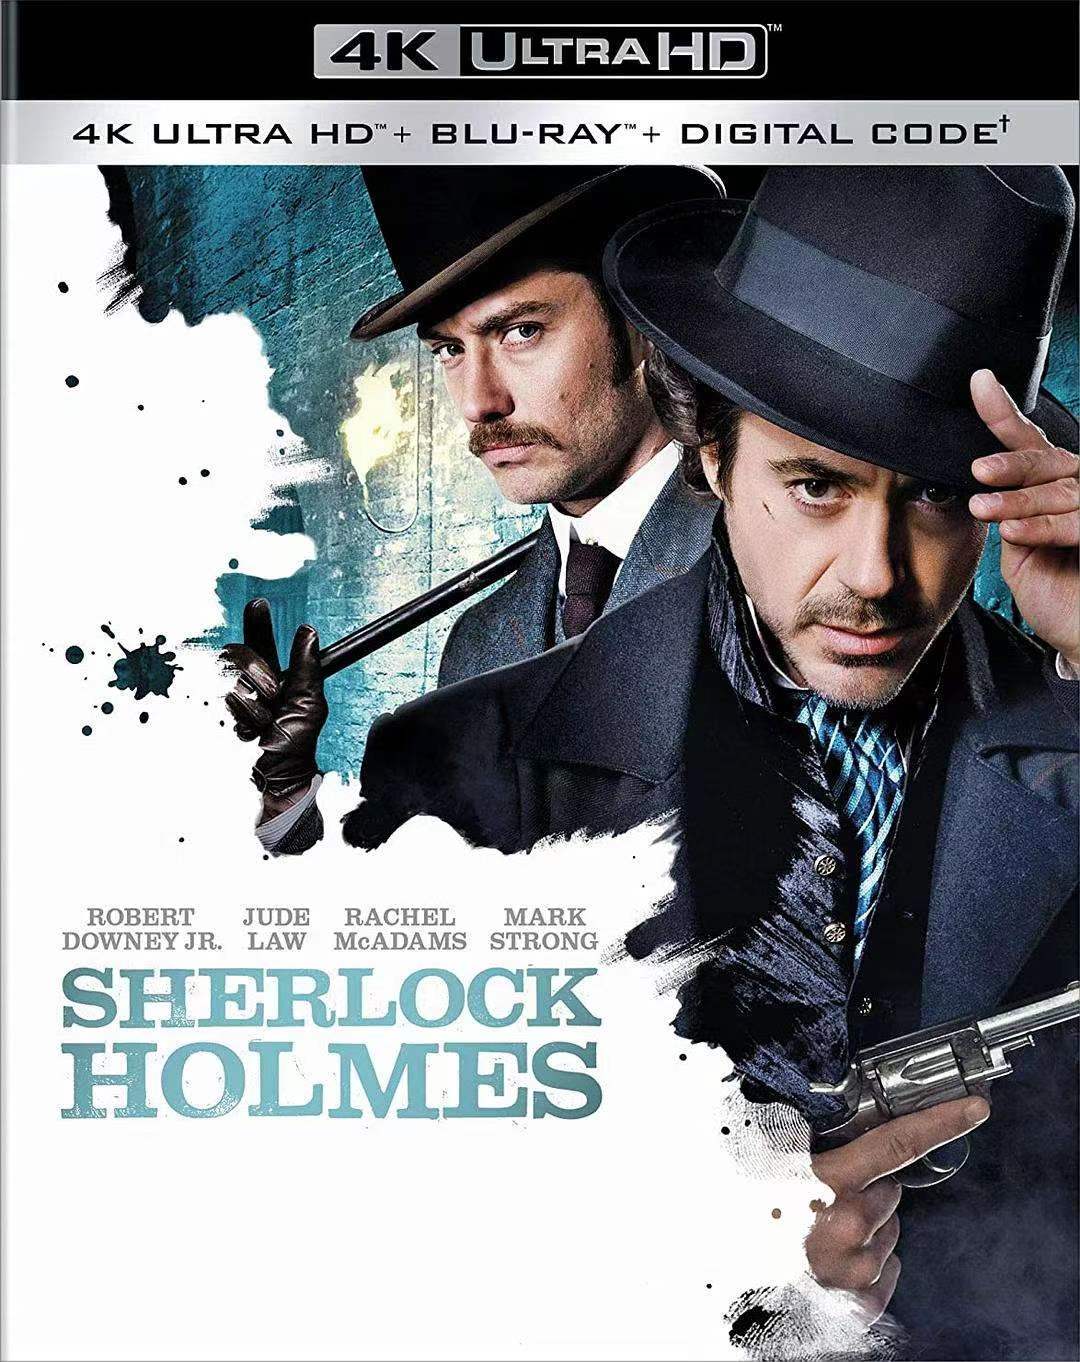 4K ULTRA HD™
4K ULTRA HD™ + BLU-RAY™ + DIGITAL CODE†
ROBERT DOWNEY JR. JUDE LAW RACHEL McADAMS MARK STRONG
SHERLOCK
HOLMES